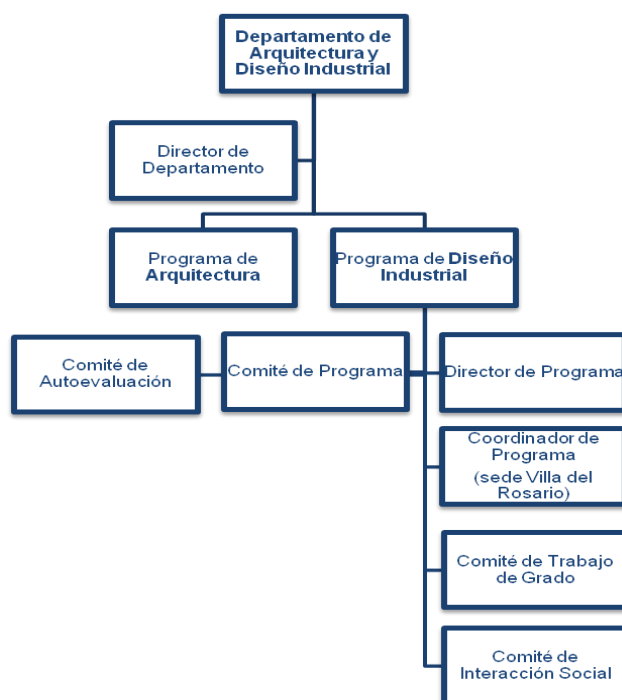 Departamento de
Arquitectura y
Diseño Industrial
Director de
Departamento
Programa de
Arquitectura
Programa de Diseño
Industrial
Comité de
Autoevaluación
Comité de Programa
Director de Programa
Coordinador de
Programa
(sede Villa del
Rosario)
Comité de Trabajo
de Grado
Comité de
Interacción Social